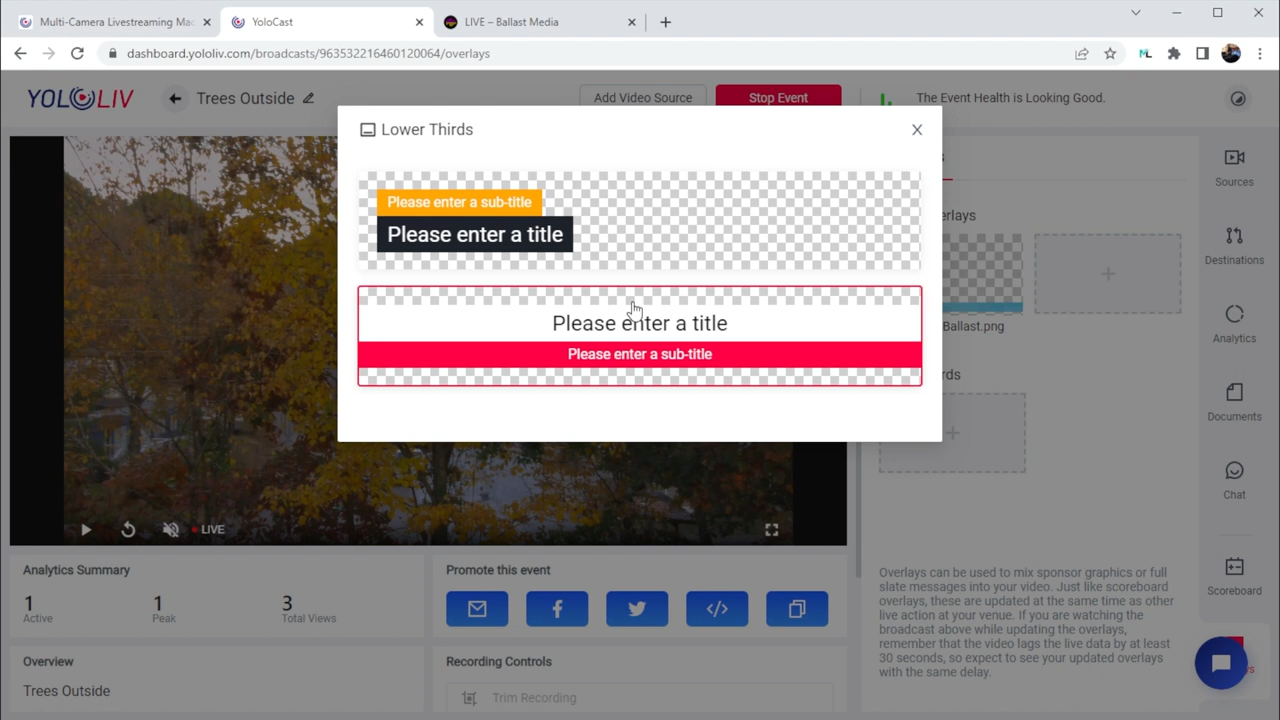 Multi-Camera Livestreaming Mac
YoloCast
LIVE – Ballast Media
dashboard.yololiv.com/broadcasts/963532216460120064/overlays
YOLOLIV
Trees Outside
Add Video Source
Stop Event
The Event Health is Looking Good.
Lower Thirds
Please enter a sub-title
Please enter a title
Please enter a title
Please enter a sub-title
Ballast.png
LIVE
Sources
Destinations
Analytics
Documents
Chat
Scoreboard
Analytics Summary
1
Active
1
Peak
3
Total Views
Promote this event
Overview
Trees Outside
Recording Controls
Trim Recording
Overlays can be used to mix sponsor graphics or full
slate messages into your video. Just like scoreboard
overlays, these are updated at the same time as other
live action at your venue. If you are watching the
broadcast above while updating the overlays,
remember that the video lags the live data by at least
30 seconds, so expect to see your updated overlays
with the same delay.